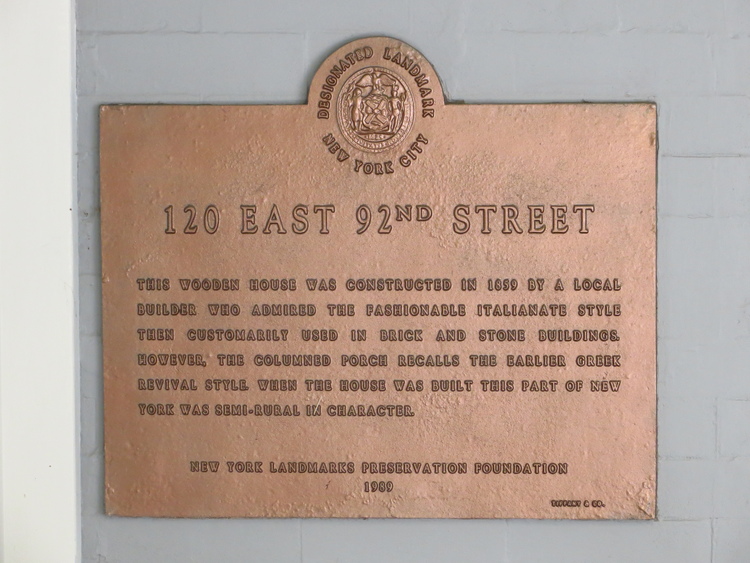 DESIGNATED LANDMARK
NEW YORK CITY
120 EAST 92ND STREET
THIS WOODEN HOUSE WAS CONSTRUCTED IN 1859 BY A LOCAL
BUILDER WHO ADMIRED THE FASHIONABLE ITALIANATE STYLE
THEN CUSTOMARILY USED IN BRICK AND STONE BUILDINGS.
HOWEVER, THE COLUMNED PORCH RECALLS THE EARLIER GREEK
REVIVAL STYLE. WHEN THE HOUSE WAS BUILT THIS PART OF NEW
YORK WAS SEMI-RURAL IN CHARACTER.
NEW YORK LANDMARKS PRESERVATION FOUNDATION
1989
TIFFANY & CO.